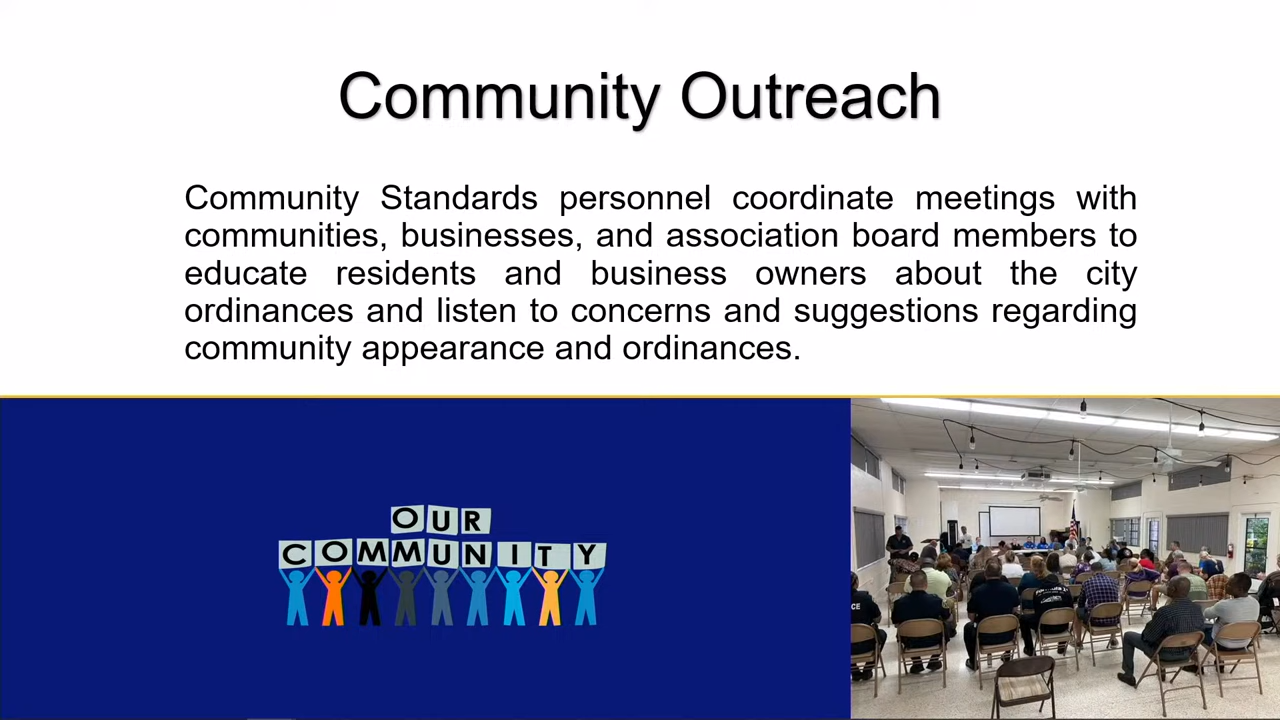 Community Outreach
Community Standards personnel coordinate meetings with
communities, businesses, and association board members to
educate residents and business owners about the city
ordinances and listen to concerns and suggestions regarding
community appearance and ordinances.
OUR
COMMUNITY